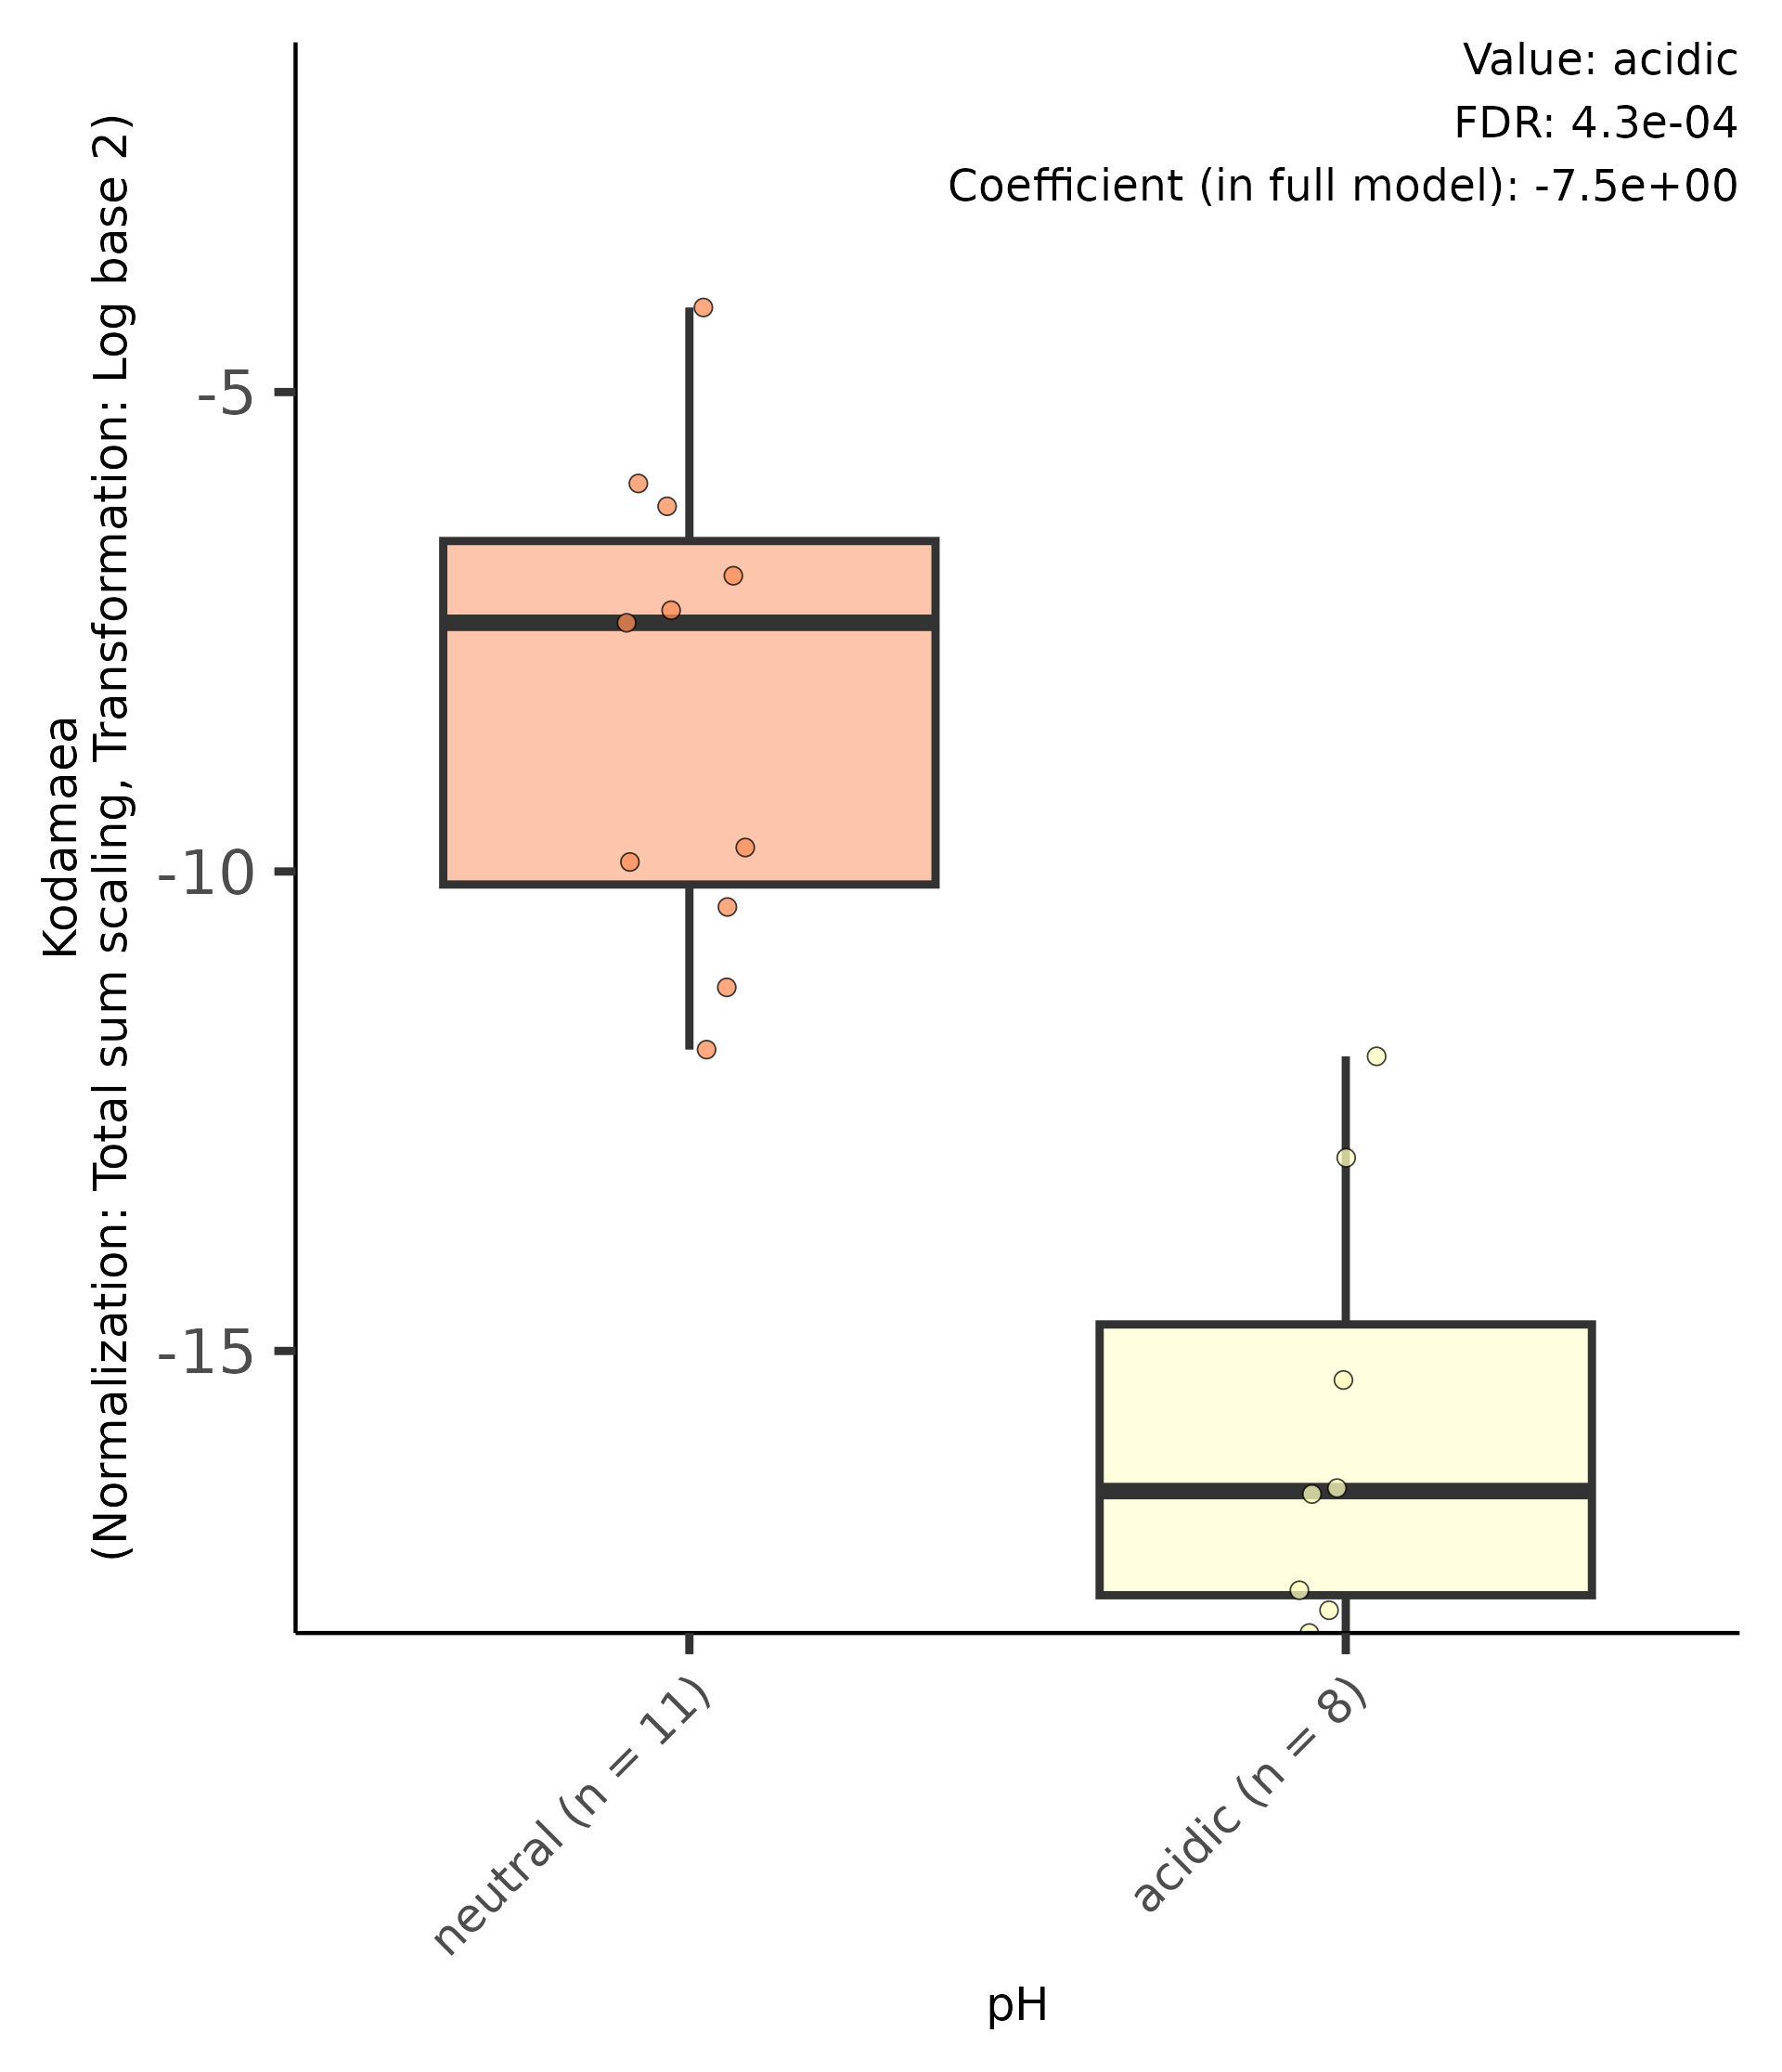 Value: acidic
FDR: 4.3e-04
Coefficient (in full model): -7.5e+00
Kodamaea
(Normalization: Total sum scaling, Transformation: Log base 2)
-5
-10
-15
neutral (n = 11)
acidic (n = 8)
pH